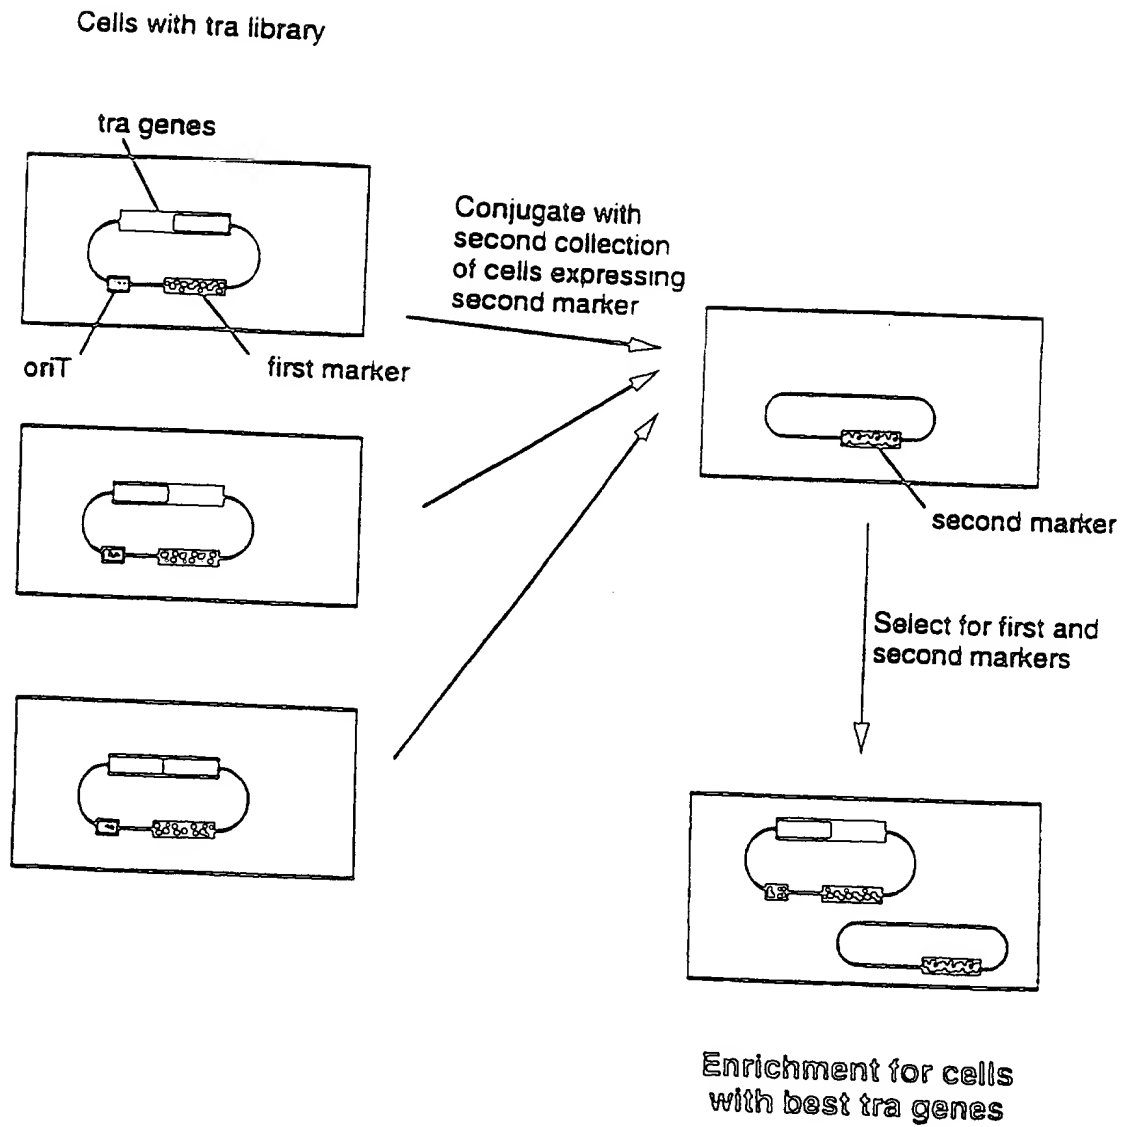 Cells with tra library
tra genes
Conjugate with
second collection
of cells expressing
second marker
oriT
first marker
second marker
Select for first and
second markers
Enrichment for cells
with best tra genes